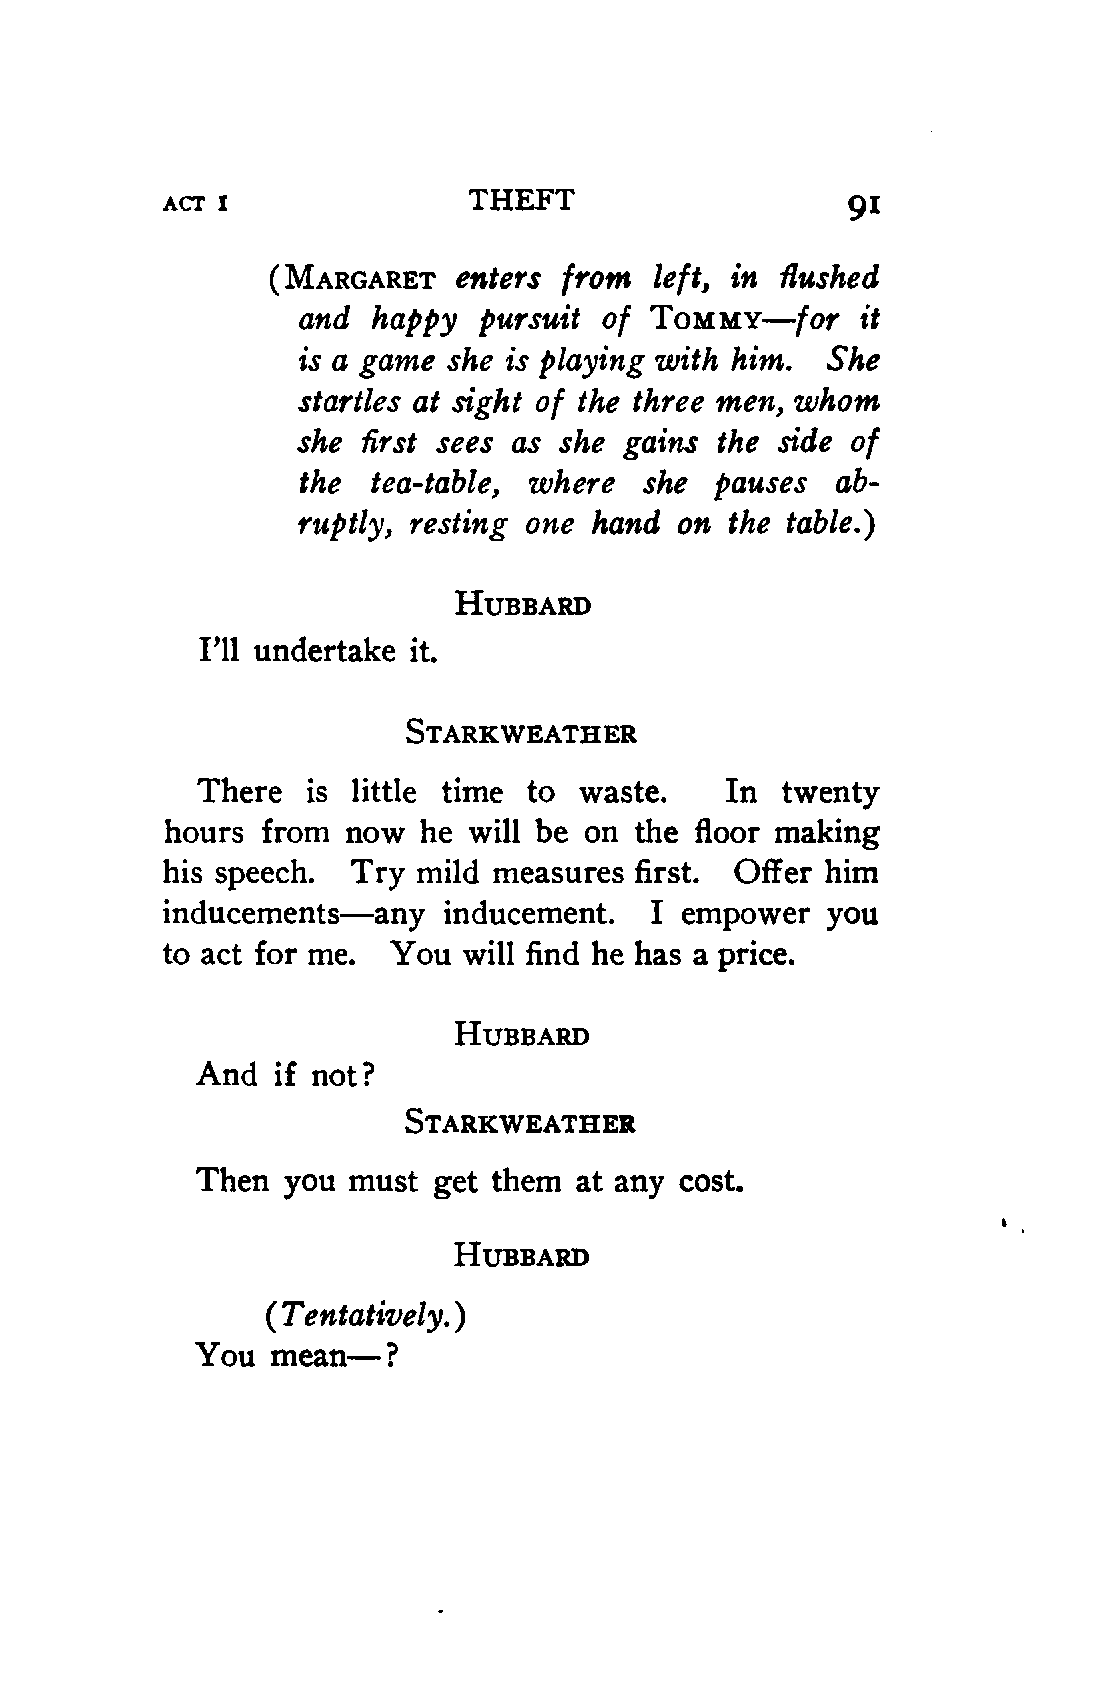 ACT I THEFT 91
(MARGARET enters from left, in flushed
and happy pursuit of TOMMY—for it
is a game she is playing with him. She
startles at sight of the three men, whom
she first sees as she gains the side of
the tea-table, where she pauses ab-
ruptly, resting one hand on the table.)
HUBBARD
I'll undertake it.
STARKWEATHER
There is little time to waste. In twenty
hours from now he will be on the floor making
his speech. Try mild measures first. Offer him
inducements—any inducement. I empower you
to act for me. You will find he has a price.
HUBBARD
And if not?
STARKWEATHER
Then you must get them at any cost.
HUBBARD
(Tentatively.)
You mean—?